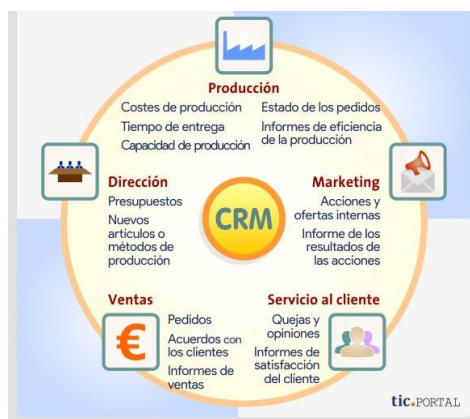 Producción
Costes de producción
Tiempo de entrega
Capacidad de producción
Estado de los pedidos
Informes de eficiencia
de la producción
Dirección
Presupuestos
Nuevos
artículos o
métodos de
producción
CRM
Marketing
Acciones y
ofertas internas
Informe de los
resultados de
las acciones
Ventas
€
Pedidos
Acuerdos con
los clientes
Informes de
ventas
Servicio al cliente
Quejas y
opiniones
Informes de
satisfacción
del cliente
tic.PORTAL